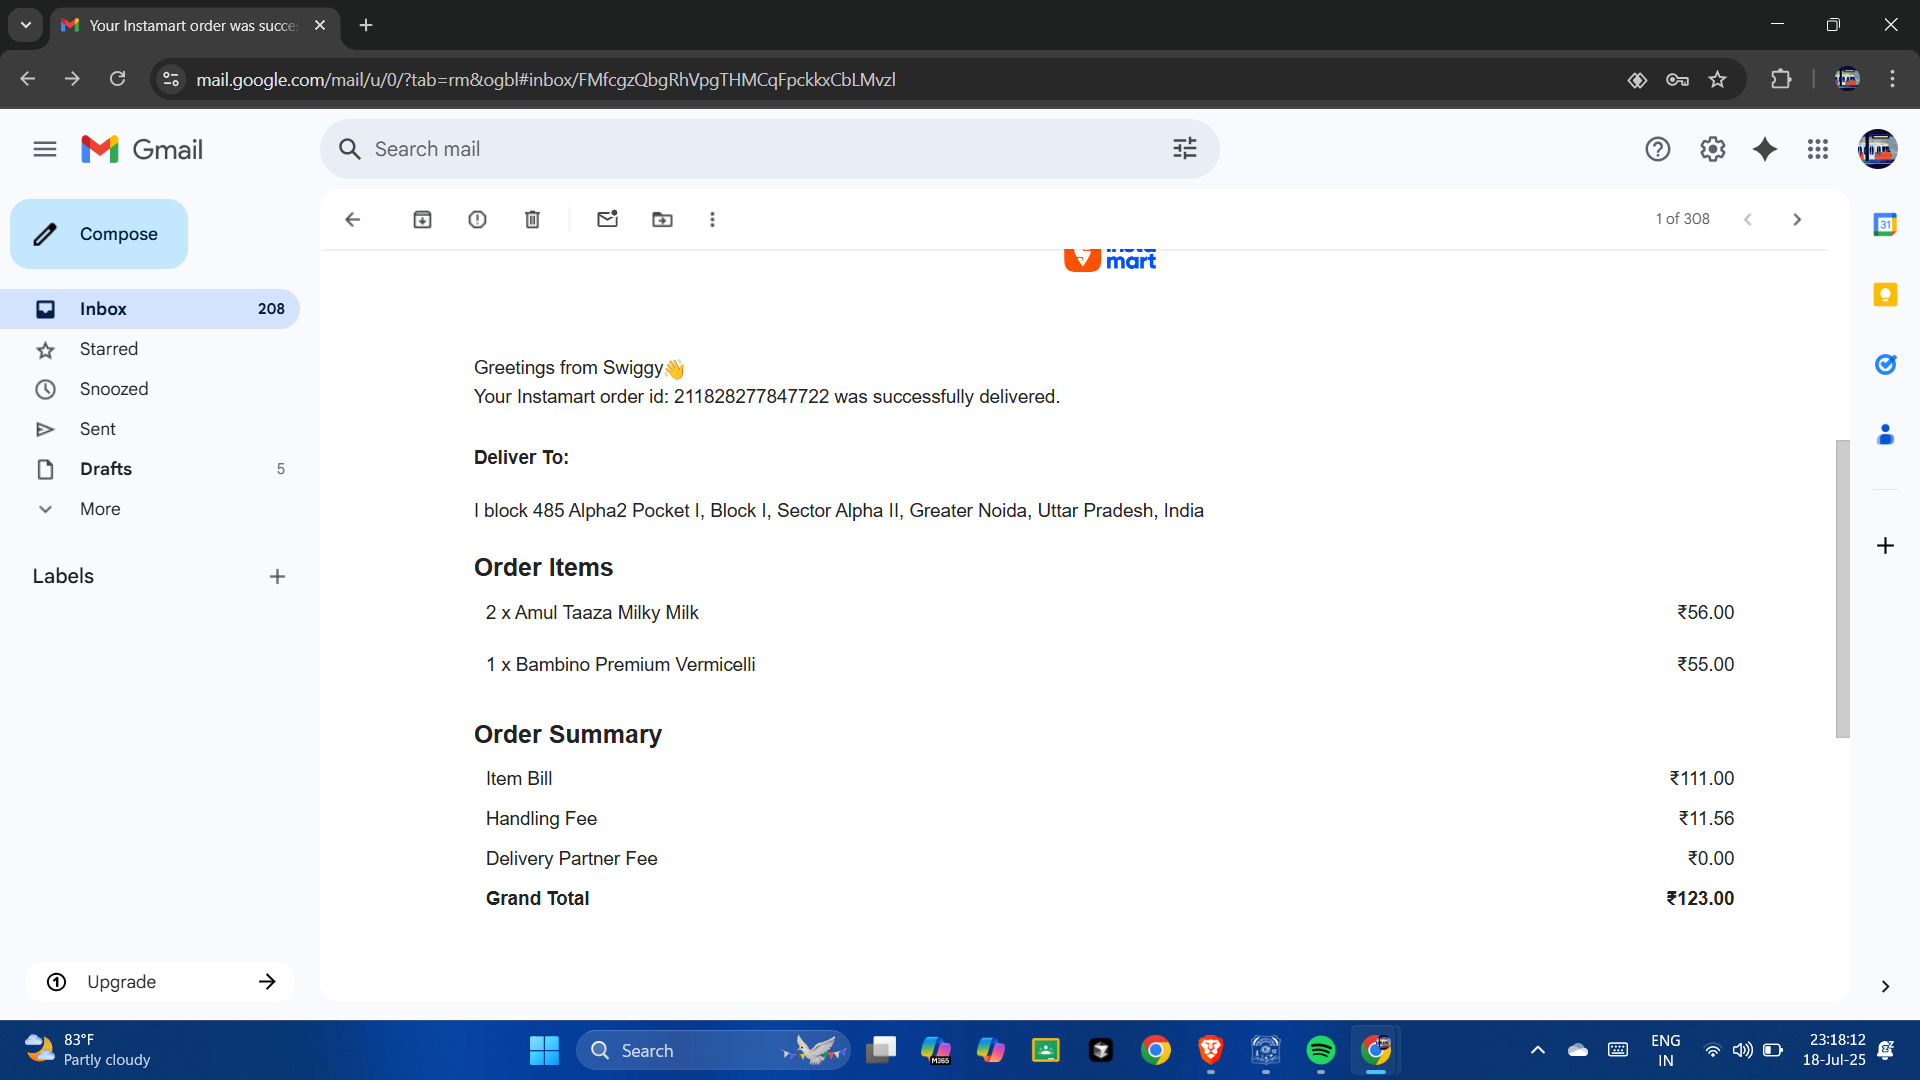 Your Instamart order was succe
mail.google.com/mail/u/0/?tab=rm&ogbl#inbox/FMfcgzQbgRhVpgTHMCqFpckkxCbLMvzl
Gmail
Search mail
Compose
1 of 308
31
mart
Inbox 208
Starred
Snoozed
Sent
Drafts 5
More
Labels
Greetings from Swiggy👋
Your Instamart order id: 211828277847722 was successfully delivered.
Deliver To:
I block 485 Alpha2 Pocket I, Block I, Sector Alpha II, Greater Noida, Uttar Pradesh, India
Order Items
2 x Amul Taaza Milky Milk ₹56.00
1 x Bambino Premium Vermicelli ₹55.00
Order Summary
Item Bill ₹111.00
Handling Fee ₹11.56
Delivery Partner Fee ₹0.00
Grand Total ₹123.00
1 Upgrade
83°F
Partly cloudy
Search
M365
ENG
IN
23:18:12
18-Jul-25